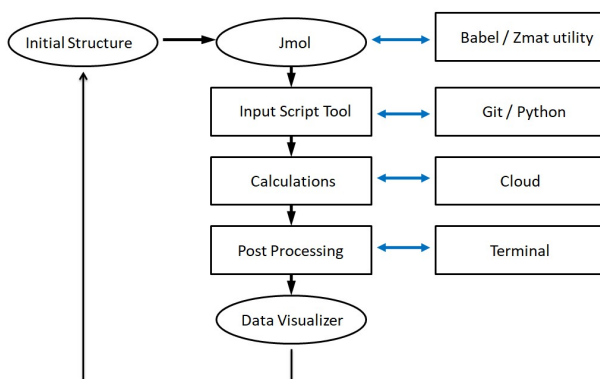 Initial Structure
Jmol
Babel / Zmat utility
Input Script Tool
Git / Python
Calculations
Cloud
Post Processing
Terminal
Data Visualizer